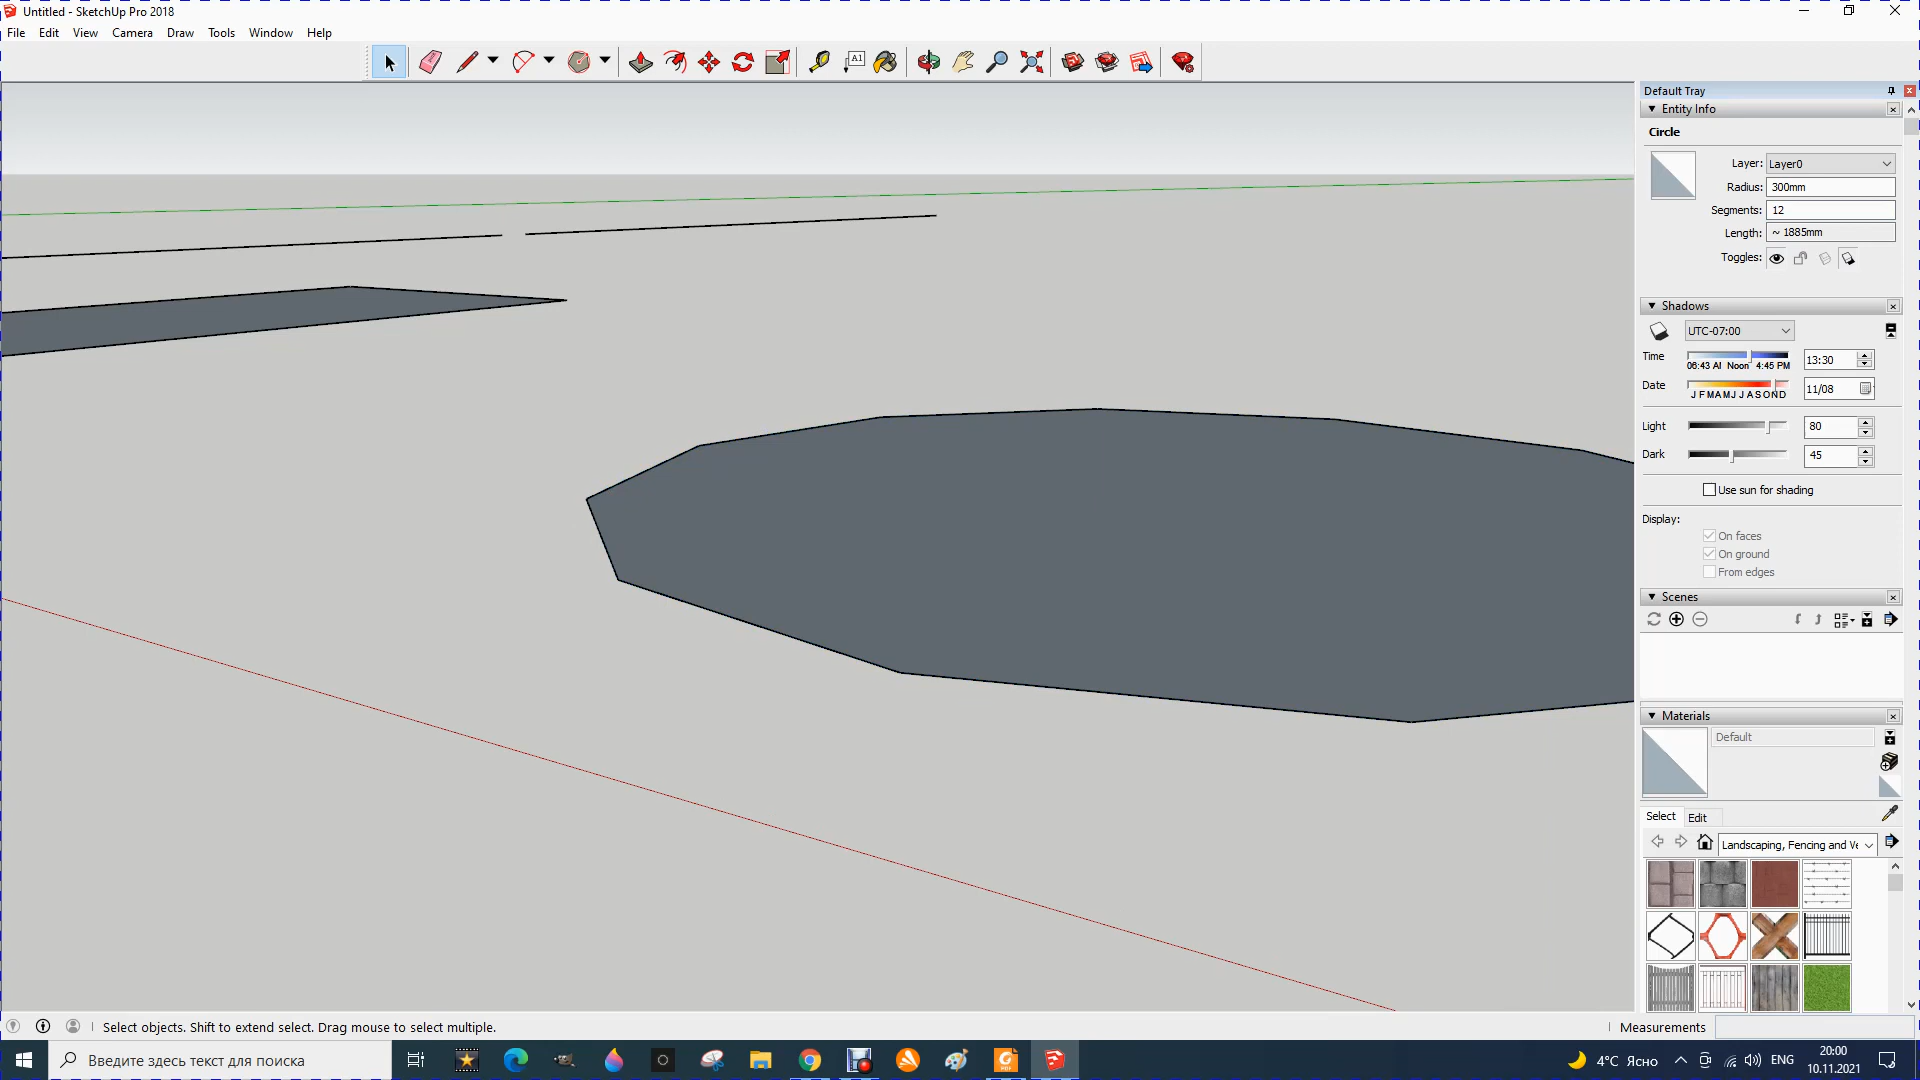 Untitled - SketchUp Pro 2018
File Edit View Camera Draw Tools Window Help
A1
Default Tray
Entity Info
Circle
Layer: Layer0
Radius: 300mm
Segments: 12
Length: ~ 1885mm
Toggles:
Shadows
UTC-07:00
Time 13:30
06:43 AI Noon 4:45 PM
Date 11/08
J F M A M J J A S O N D
Light 80
Dark 45
Use sun for shading
Display:
On faces
On ground
From edges
Scenes
Materials
Default
Select Edit
Landscaping, Fencing and Ve
Select objects. Shift to extend select. Drag mouse to select multiple.
Measurements
Введите здесь текст для поиска
PDF
4°C Ясно
ENG
20:00
10.11.2021